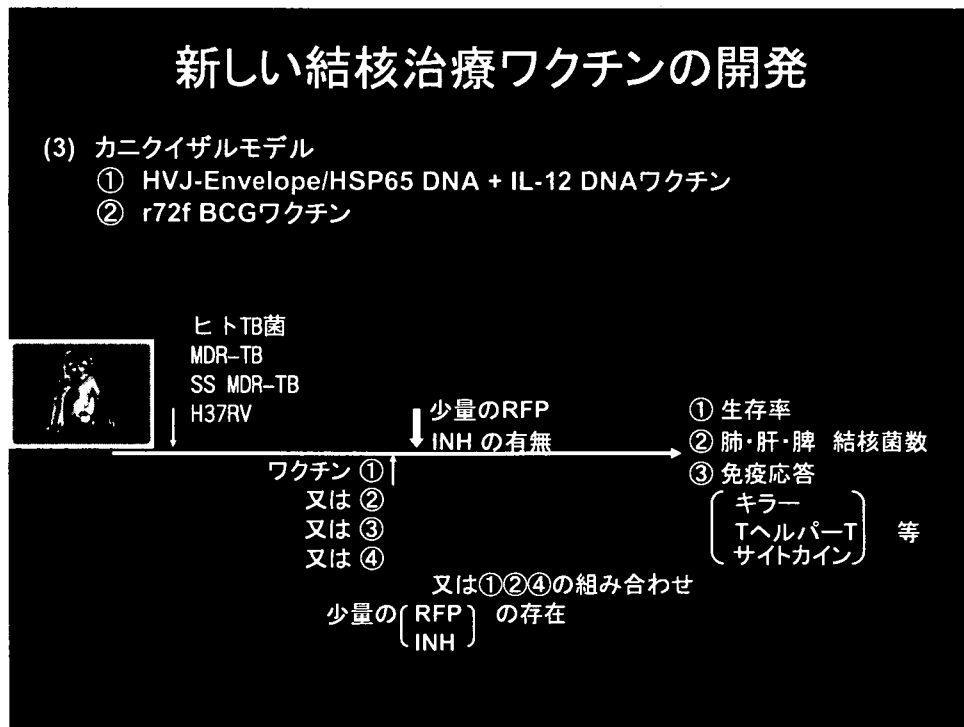 新しい結核治療ワクチンの開発
(3) カニクイザルモデル
① HVJ-Envelope/HSP65 DNA + IL-12 DNAワクチン
② r72f BCGワクチン
ヒトTB菌
MDR-TB
SS MDR-TB
H37RV
少量のRFP
INH の有無
ワクチン ①
又は ②
又は ③
又は ④
又は①②④の組み合わせ
少量の RFP の存在
INH
① 生存率
② 肺・肝・脾 結核菌数
③ 免疫応答
キラー
TヘルパーT 等
サイトカイン